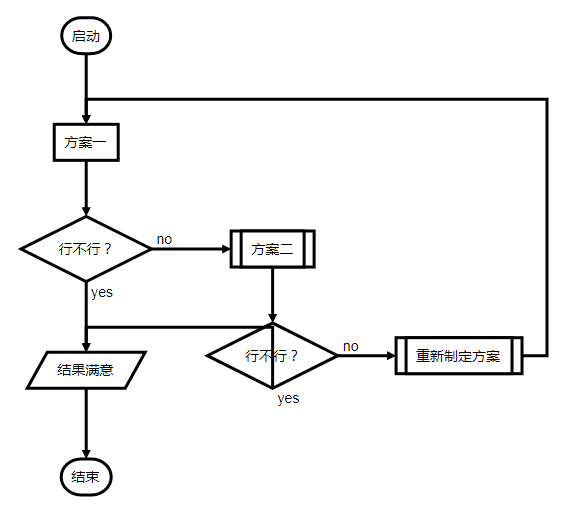 启动
方案一
行不行？
no
方案二
yes
行不行？
no
重新制定方案
结果满意
yes
结束